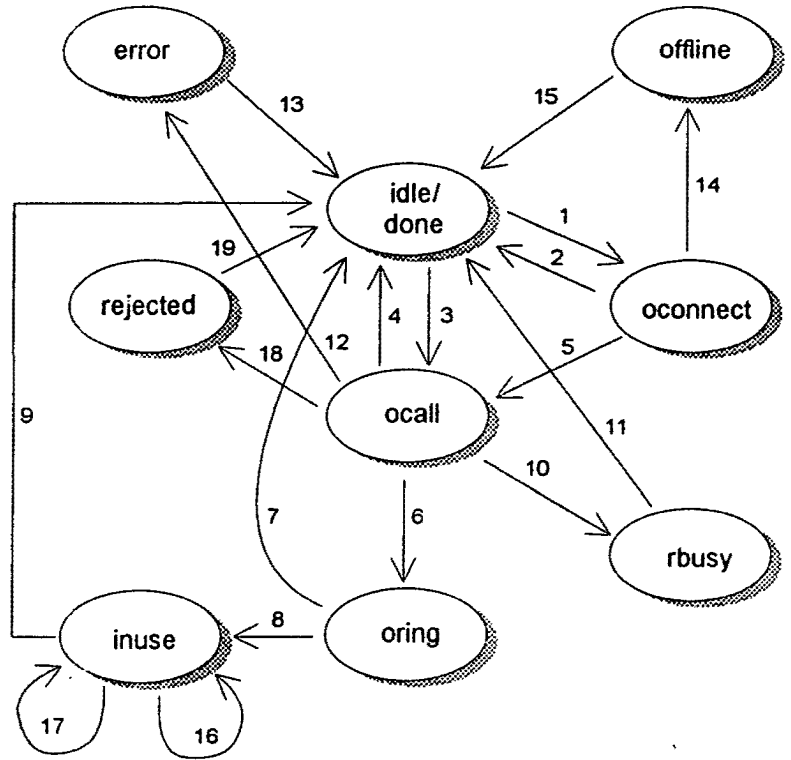 error
offline
13
15
idle/
done
14
1
2
19
rejected
oconnect
4
3
12
5
18
9
ocall
11
10
7
6
rbusy
8
inuse
oring
17
16